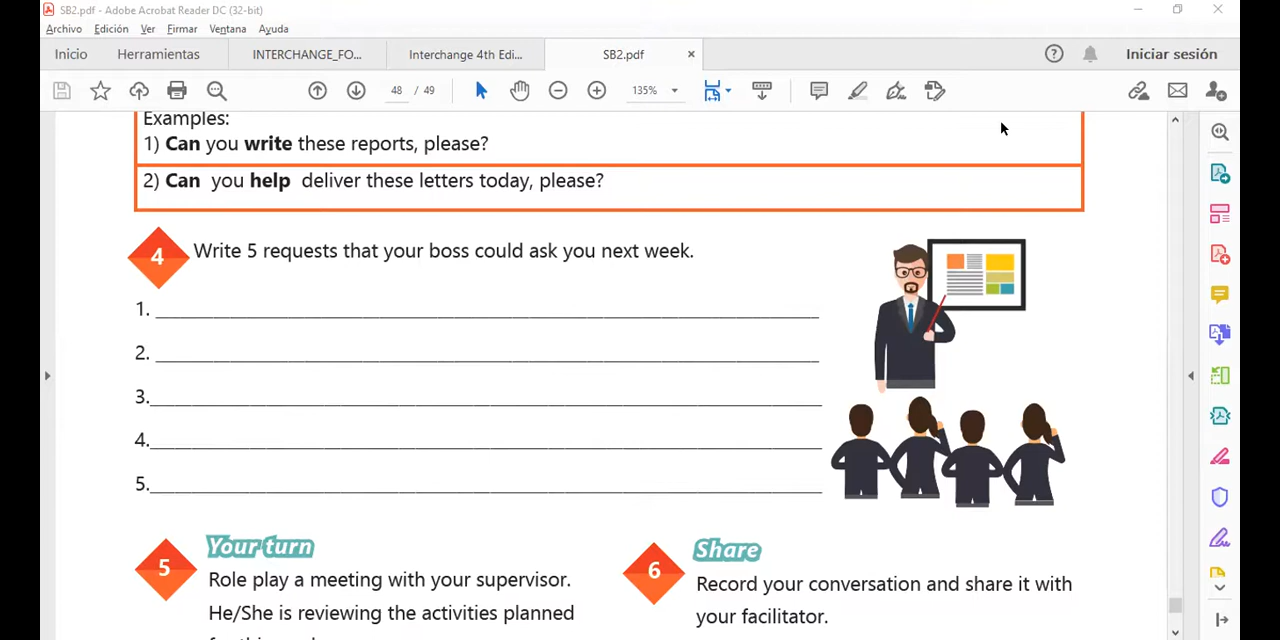 SB2.pdf - Adobe Acrobat Reader DC (32-bit)
Archivo Edición Ver Firmar Ventana Ayuda
Inicio Herramientas INTERCHANGE_FO... Interchange 4th Edi... SB2.pdf × Iniciar sesión
48 / 49 135%
Examples:
1) Can you write these reports, please?
2) Can you help deliver these letters today, please?
4 Write 5 requests that your boss could ask you next week.
1.
2.
3.
4.
5.
5 Your turn
Role play a meeting with your supervisor.
He/She is reviewing the activities planned
6 Share
Record your conversation and share it with
your facilitator.